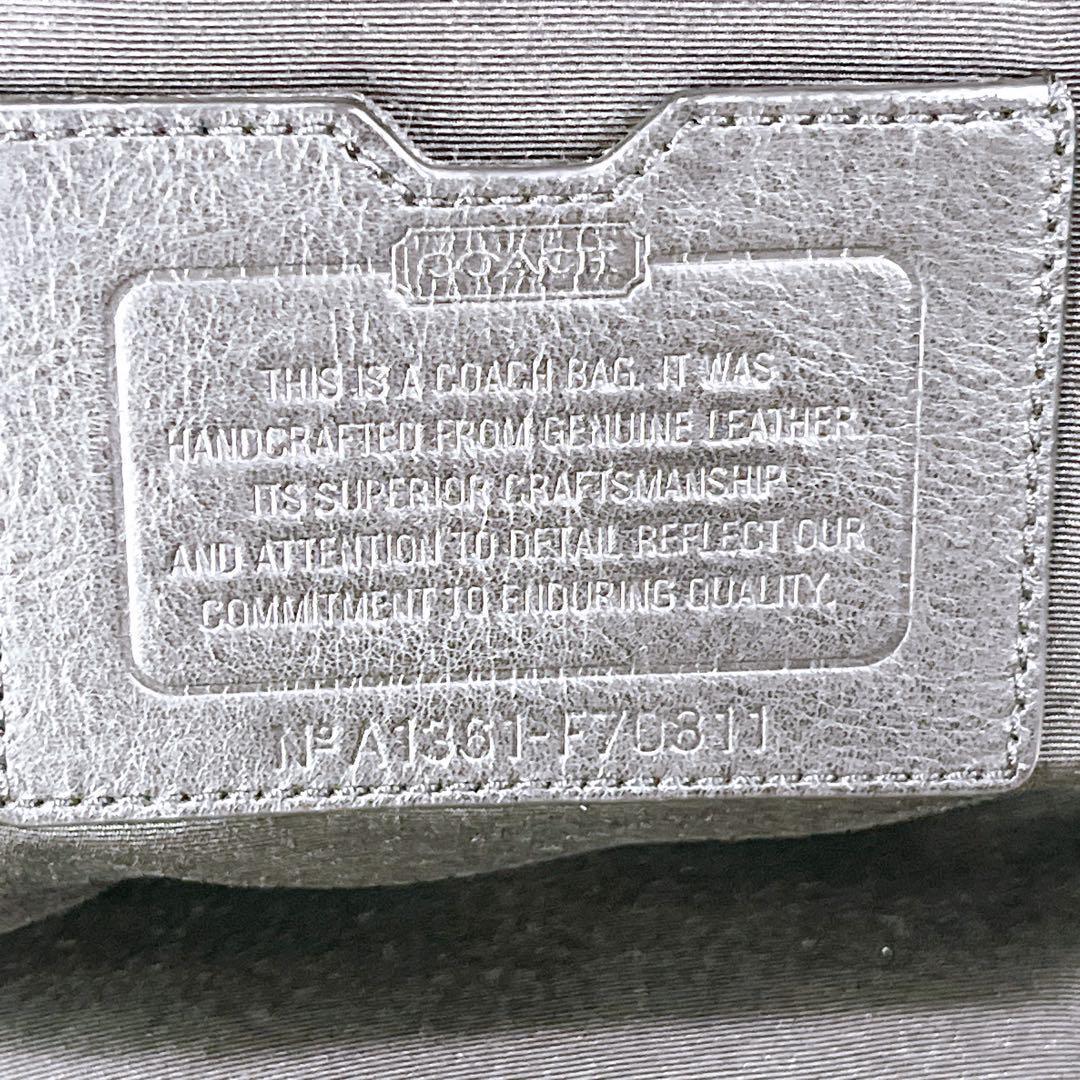 COACH
THIS IS A COACH BAG. IT WAS
HANDCRAFTED FROM GENUINE LEATHER.
ITS SUPERIOR CRAFTSMANSHIP
AND ATTENTION TO DETAIL REFLECT OUR
COMMITMENT TO ENDURING QUALITY.
Nº A1361-F70811